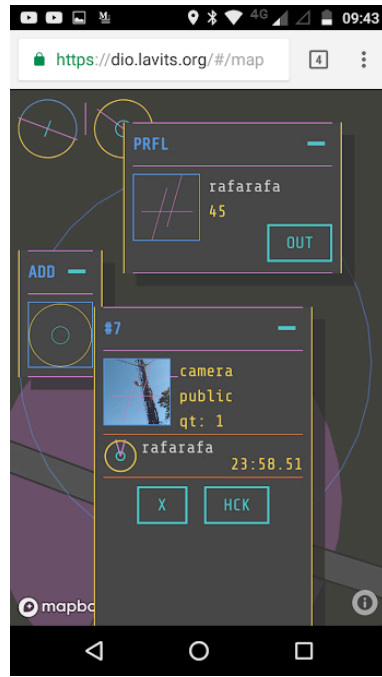 4G 09:43
https://dio.lavits.org/#/map 4
PRFL
rafarafa
45
OUT
ADD
#7
camera
public
qt: 1
rafarafa
23:58.51
X HCK
mapbo